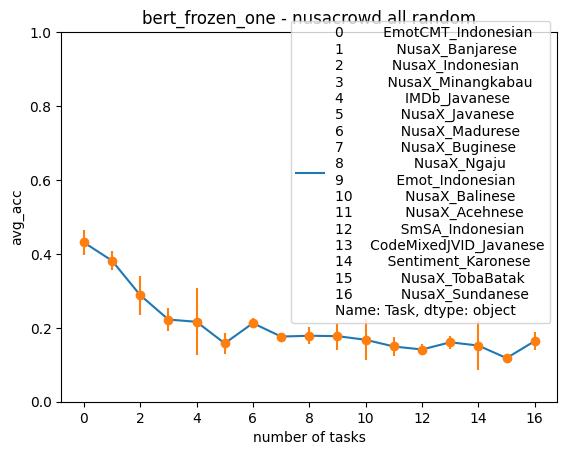 bert_frozen_one - nusacrowd all random
0 EmotCMT_Indonesian
1 NusaX_Banjarese
2 NusaX_Indonesian
3 NusaX_Minangkabau
4 IMDb_Javanese
5 NusaX_Javanese
6 NusaX_Madurese
7 NusaX_Buginese
8 NusaX_Ngaju
9 Emot_Indonesian
10 NusaX_Balinese
11 NusaX_Acehnese
12 SmSA_Indonesian
13 CodeMixedJVID_Javanese
14 Sentiment_Karonese
15 NusaX_TobaBatak
16 NusaX_Sundanese
Name: Task, dtype: object
avg_acc
1.0
0.8
0.6
0.4
0.2
0.0
0 2 4 6 8 10 12 14 16
number of tasks